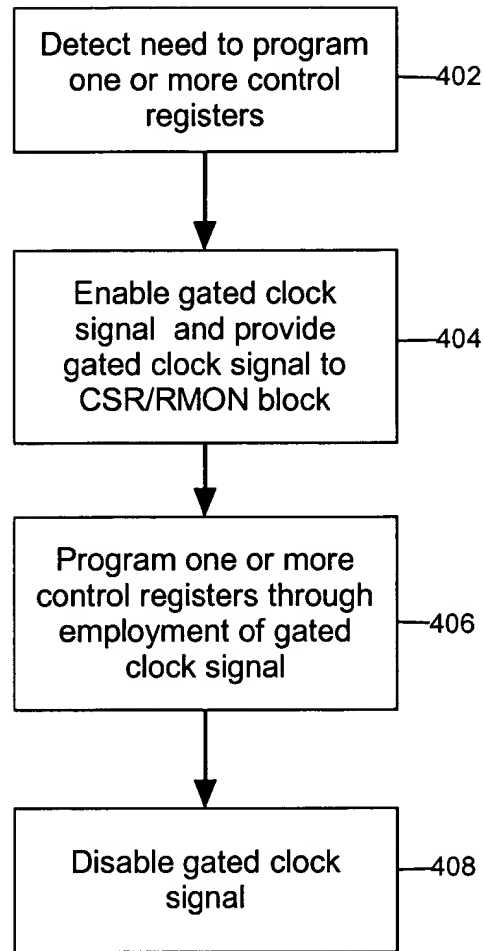 Detect need to program
one or more control
registers
402
Enable gated clock
signal and provide
gated clock signal to
CSR/RMON block
404
Program one or more
control registers through
employment of gated
clock signal
406
Disable gated clock
signal
408